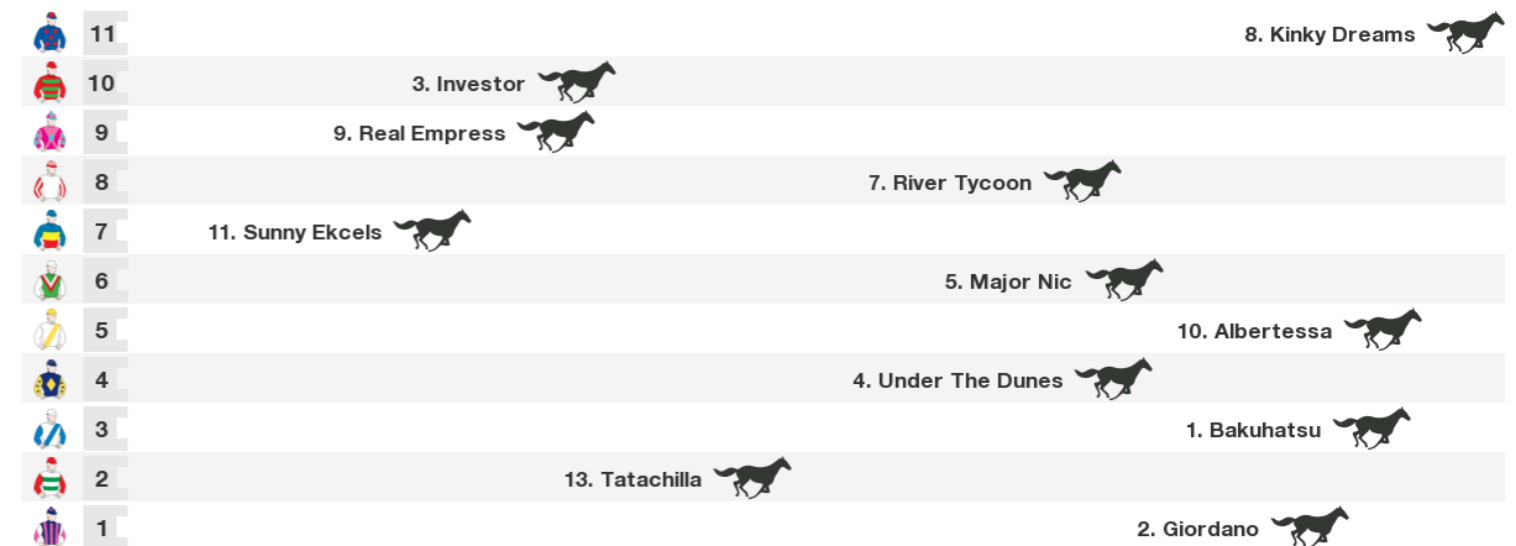 11 8. Kinky Dreams
10 3. Investor
9 9. Real Empress
8 7. River Tycoon
7 11. Sunny Ekcels
6 5. Major Nic
5 10. Albertessa
4 4. Under The Dunes
3 1. Bakuhatsu
2 13. Tatachilla
1 2. Giordano